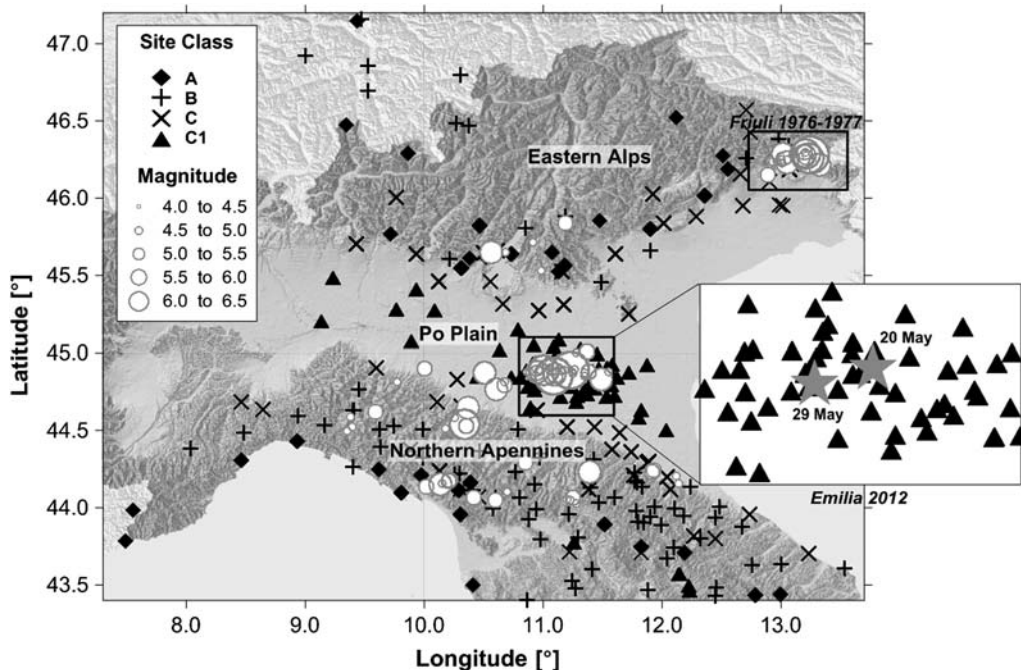 47.0
46.5
46.0
45.5
45.0
44.5
44.0
43.5
Latitude [°]
Site Class
A
B
C
C1
Magnitude
4.0 to 4.5
4.5 to 5.0
5.0 to 5.5
5.5 to 6.0
6.0 to 6.5
Friuli 1976-1977
Eastern Alps
Po Plain
Northern Apennines
20 May
29 May
Emilia 2012
8.0 9.0 10.0 11.0 12.0 13.0
Longitude [°]